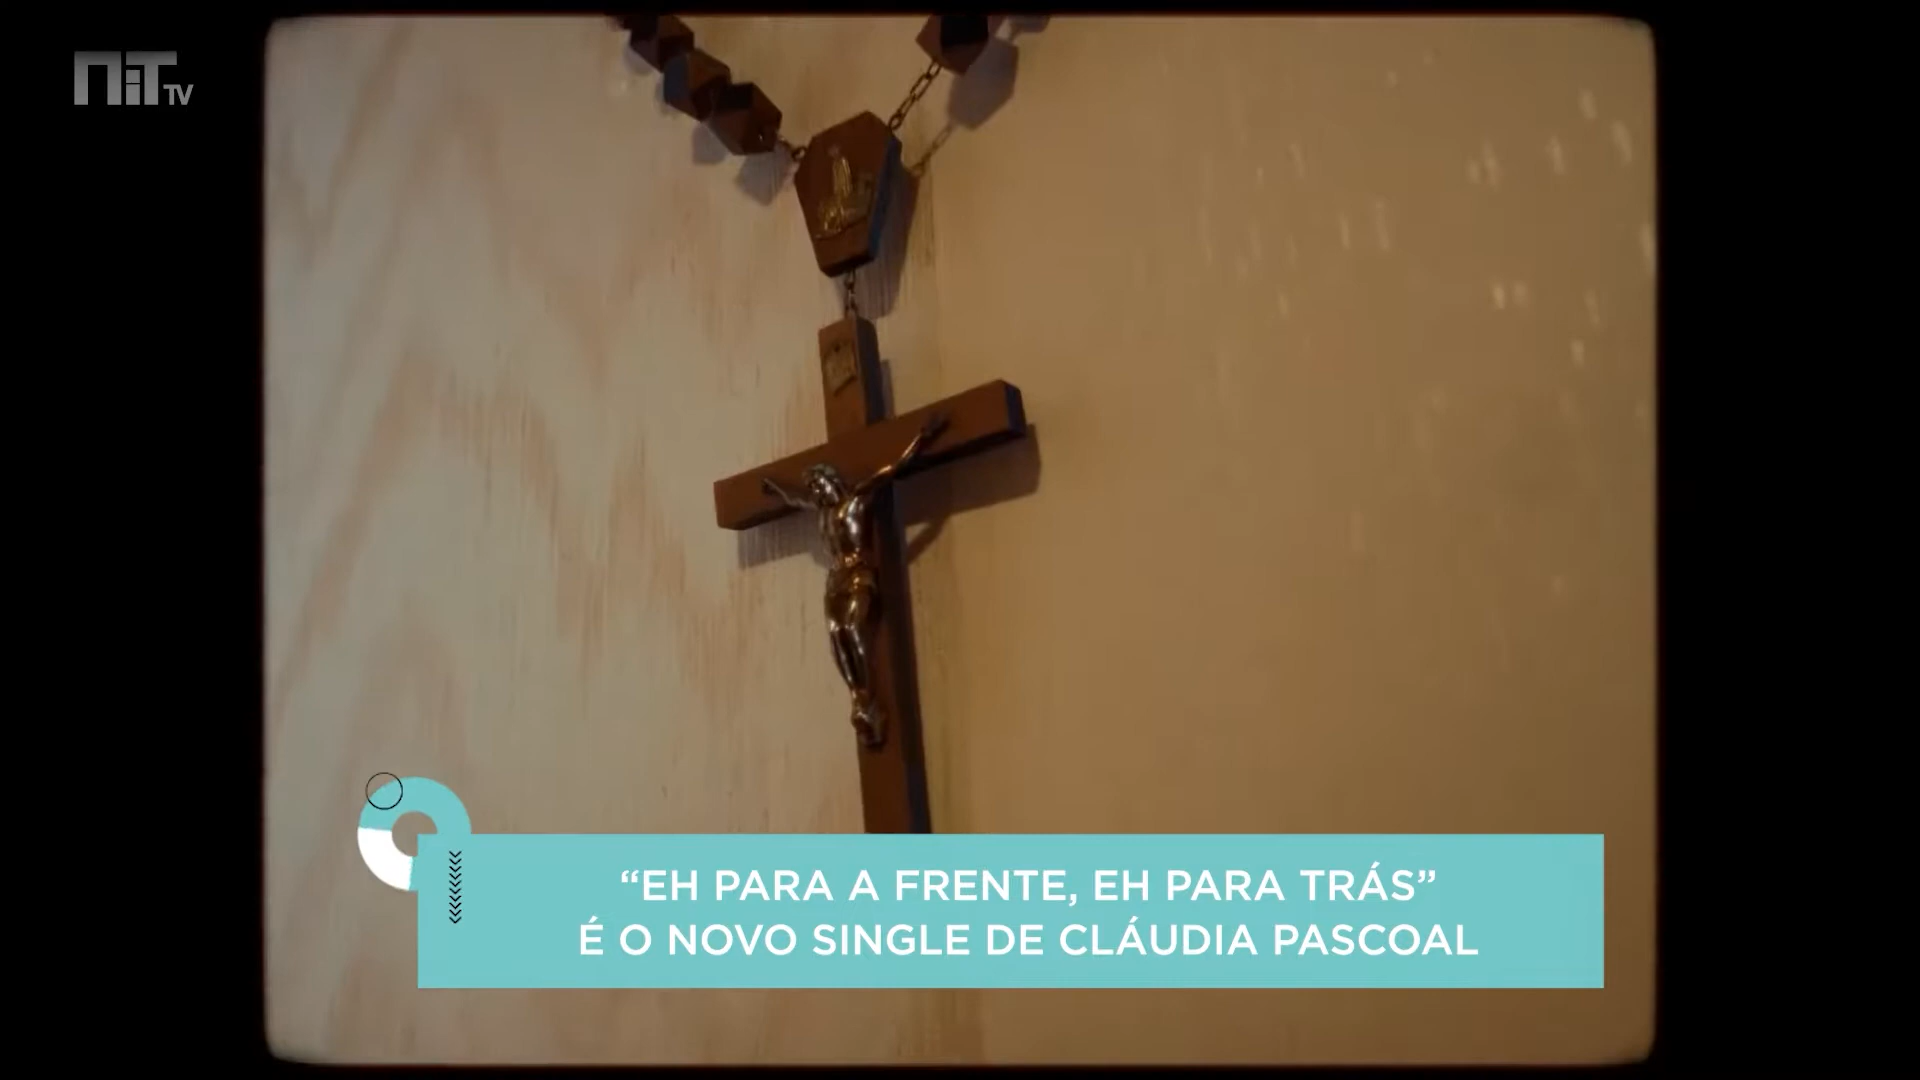 NiT TV
“EH PARA A FRENTE, EH PARA TRÁS”
É O NOVO SINGLE DE CLÁUDIA PASCOAL